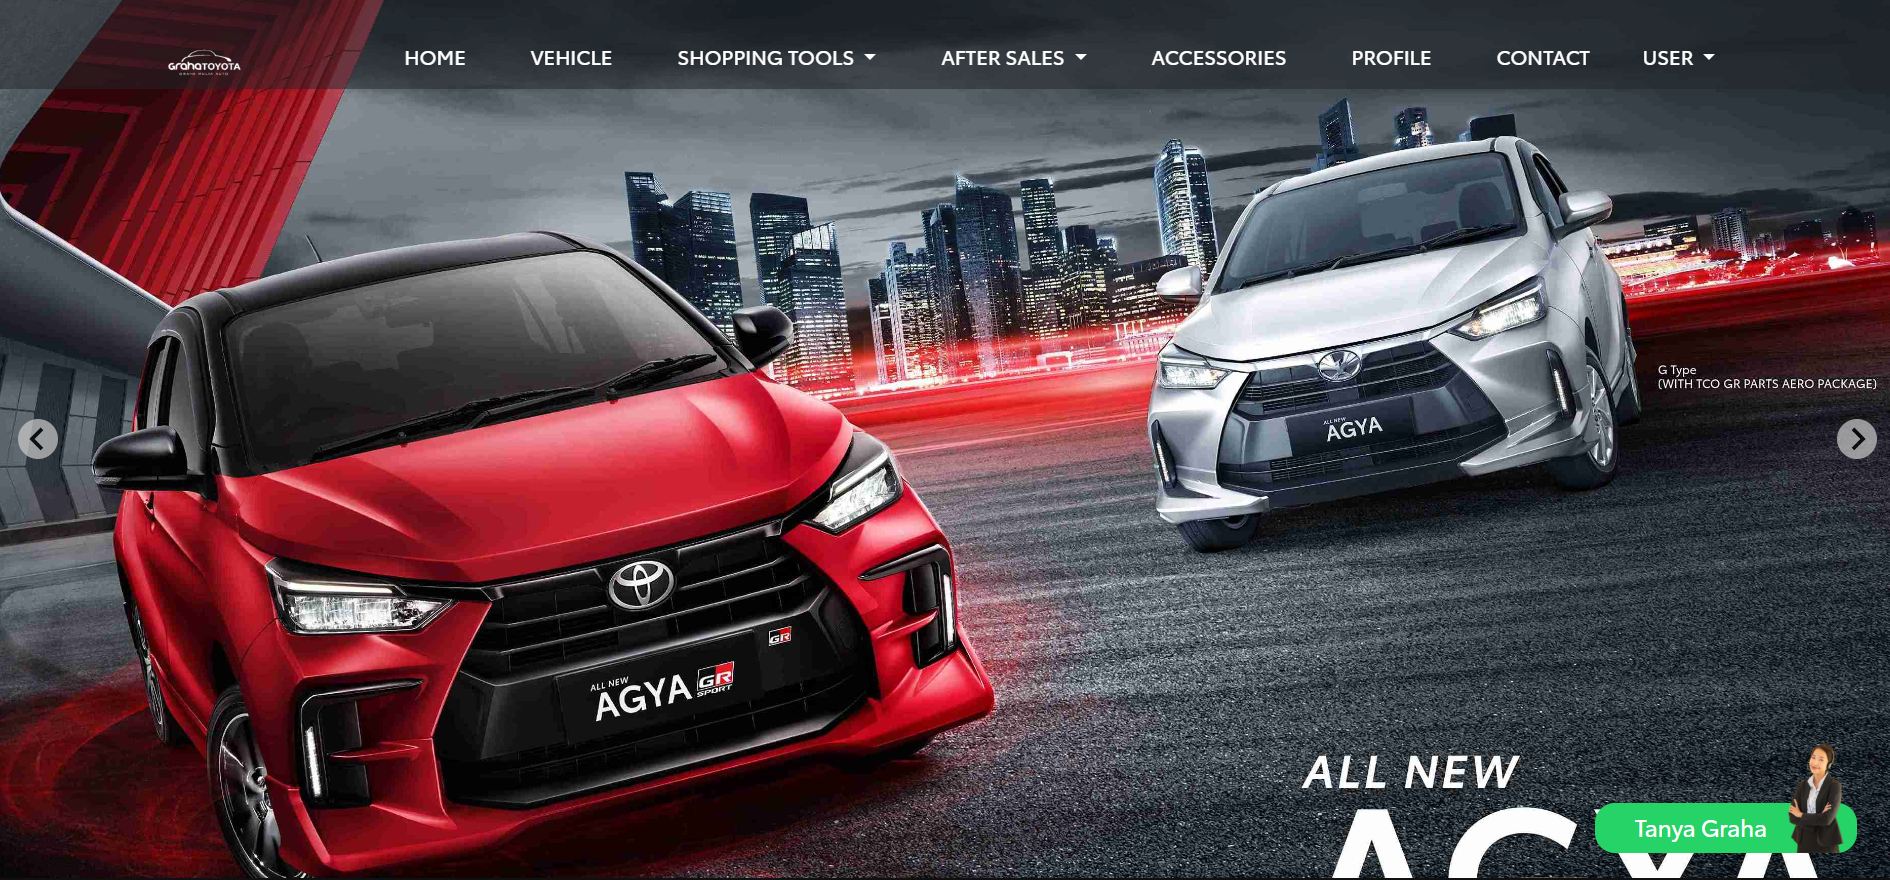 GrahaTOYOTA
HOME
VEHICLE
SHOPPING TOOLS
AFTER SALES
ACCESSORIES
PROFILE
CONTACT
USER
G Type
(WITH TCO GR PARTS AERO PACKAGE)
ALL NEW
AGYA
GR
ALL NEW
AGYA GR
SPORT
ALL NEW
AGYA
Tanya Graha